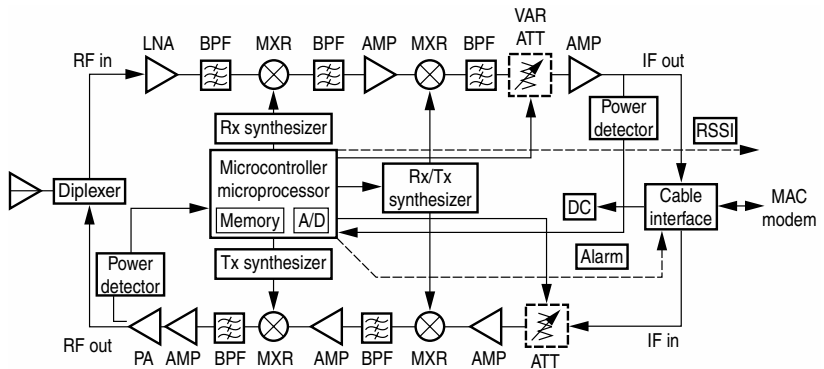 VAR
LNA BPF MXR BPF AMP MXR BPF ATT AMP
RF in
IF out
Power
detector
RSSI
Rx synthesizer
Microcontroller
microprocessor
Memory A/D
Rx/Tx
synthesizer
Diplexer
DC
Cable
interface
MAC
modem
Tx synthesizer
Alarm
Power
detector
RF out
IF in
PA AMP BPF MXR AMP BPF MXR AMP ATT